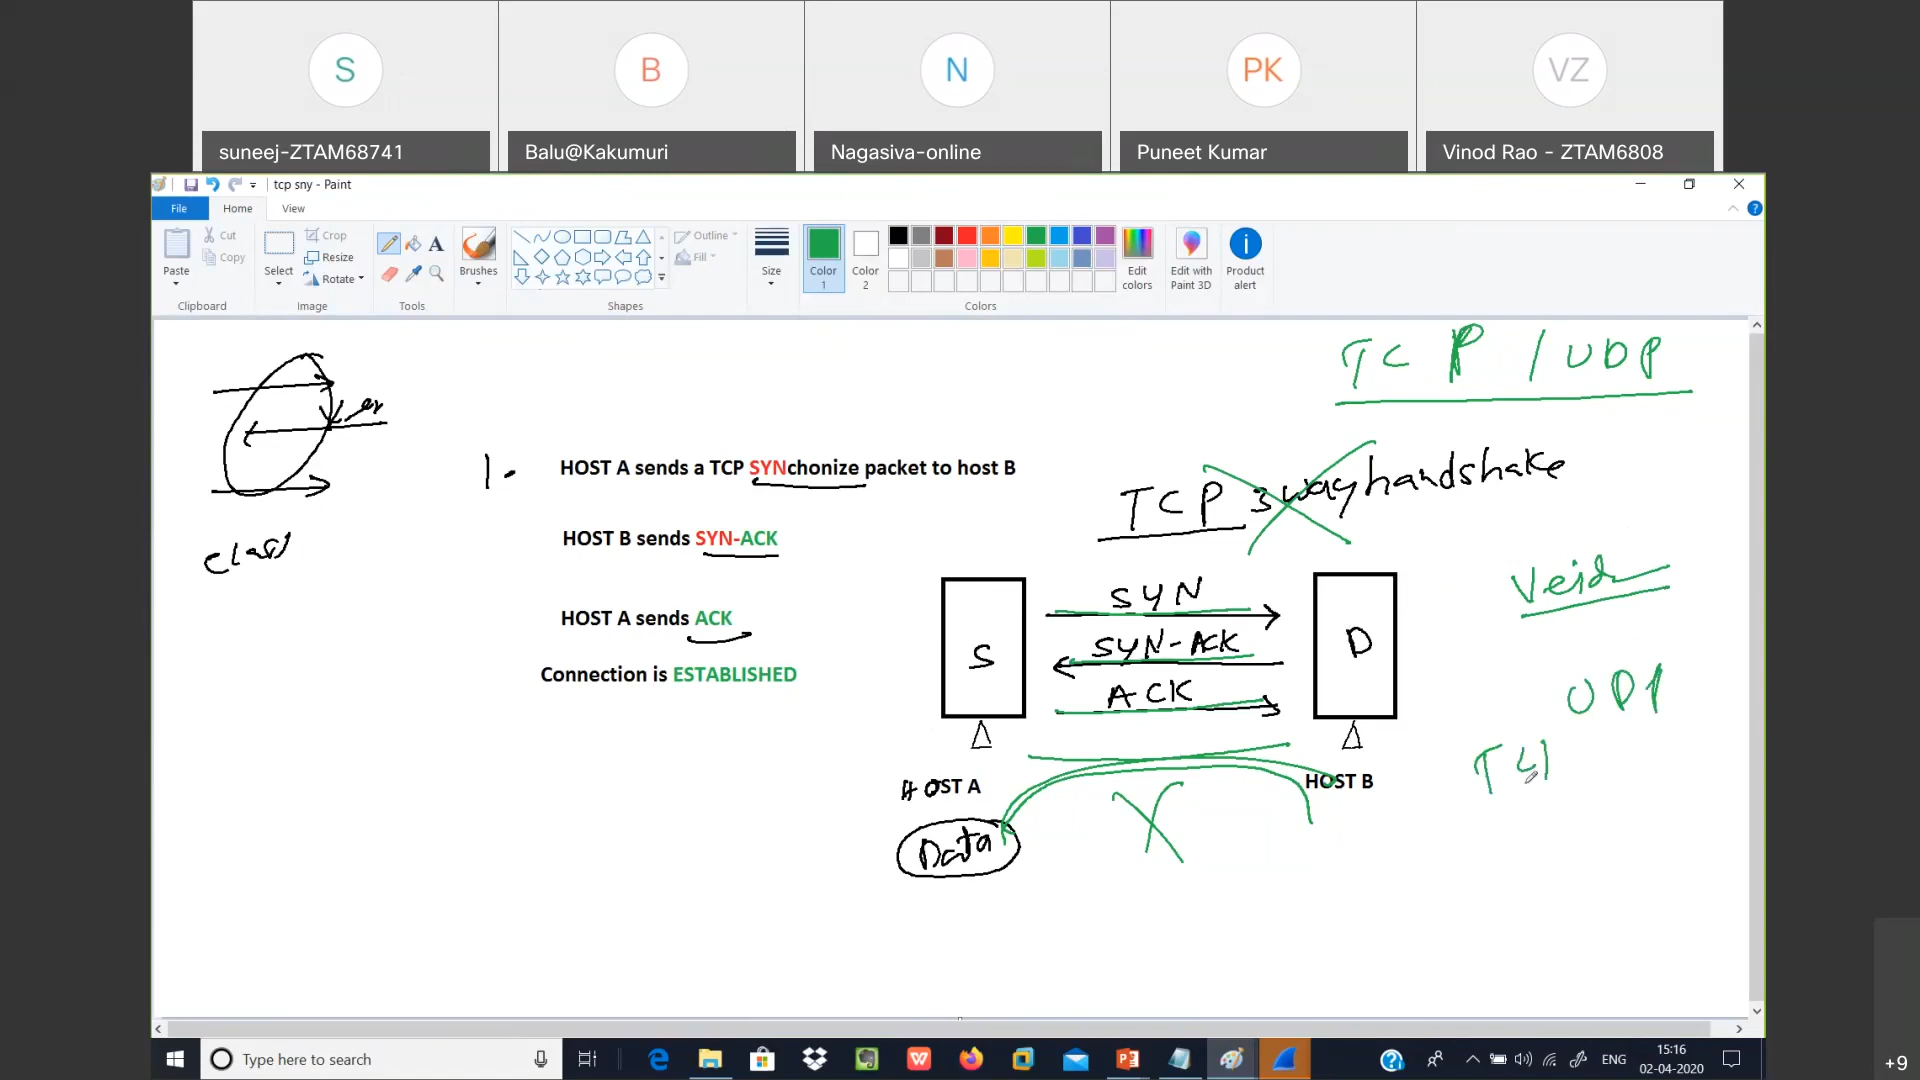 S
B
N
PK
VZ
suneej-ZTAM68741
Balu@Kakumuri
Nagasiva-online
Puneet Kumar
Vinod Rao - ZTAM6808
tcp sny - Paint
File
Home
View
Paste
Cut
Copy
Clipboard
Select
Crop
Resize
Rotate
Image
A
Tools
Brushes
Outline
Fill
Shapes
Size
Color
1
Color
2
Edit
colors
Colors
Edit with
Paint 3D
Product
alert
TCP / UDP
1.
HOST A sends a TCP SYNchonize packet to host B
TCP 3 way handshake
HOST B sends SYN-ACK
class
SYN
HOST A sends ACK
SYN-ACK
S
D
ACK
Connection is ESTABLISHED
UDP
HOST A
HOST B
Data
Type here to search
ENG
15:16
02-04-2020
+9